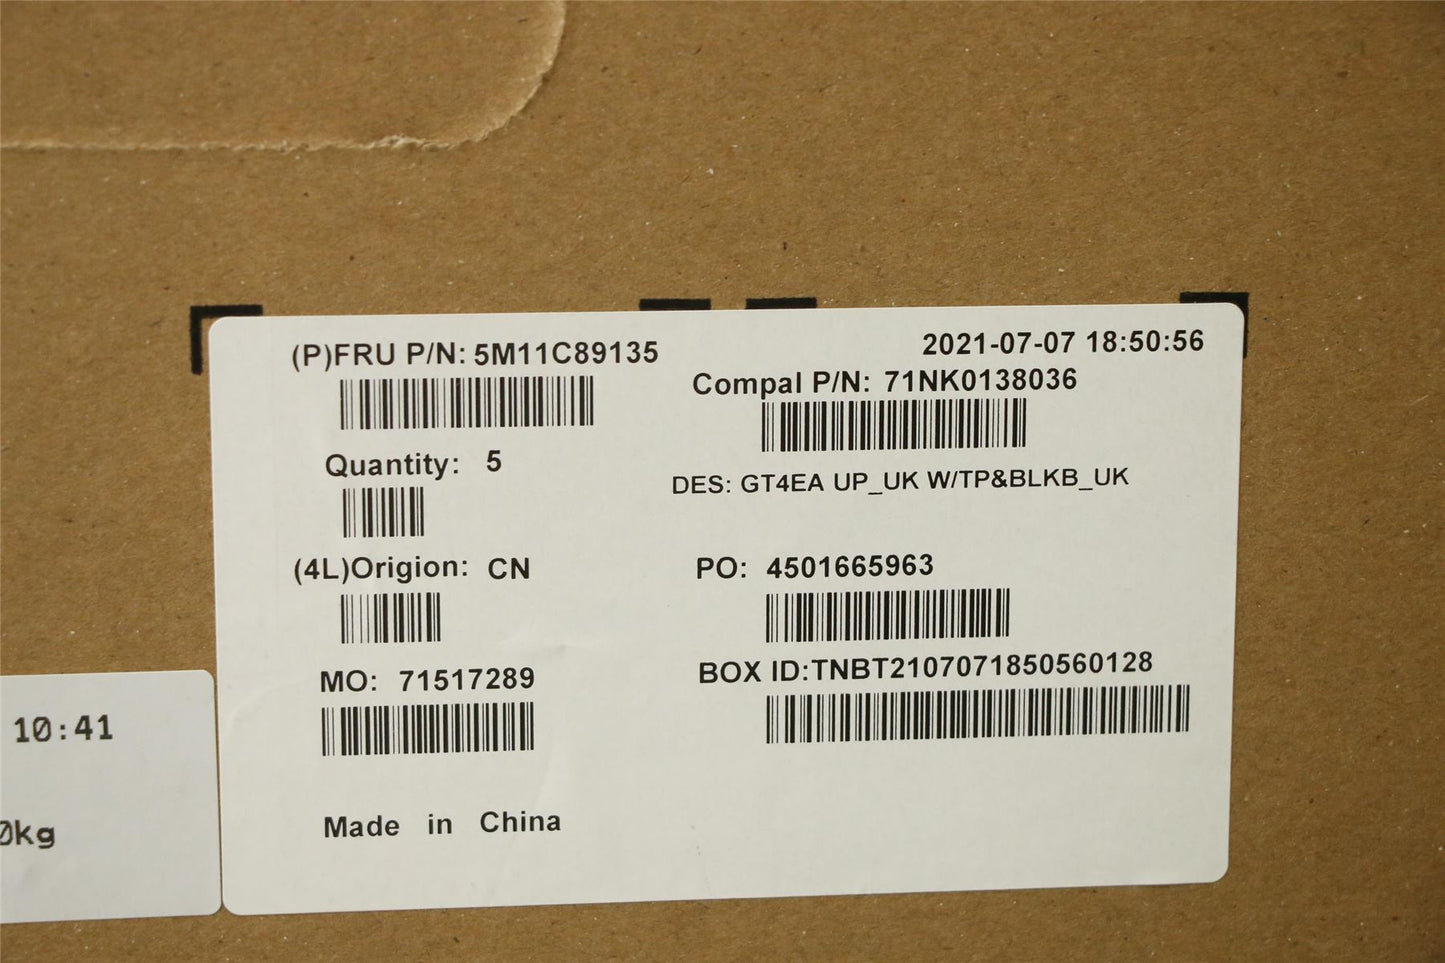 (P)FRU P/N: 5M11C89135
2021-07-07 18:50:56
Compal P/N: 71NK0138036
Quantity: 5
DES: GT4EA UP_UK W/TP&BLKB_UK
(4L)Origion: CN
PO: 4501665963
MO: 71517289
BOX ID:TNBT2107071850560128
Made in China
10:41
0kg